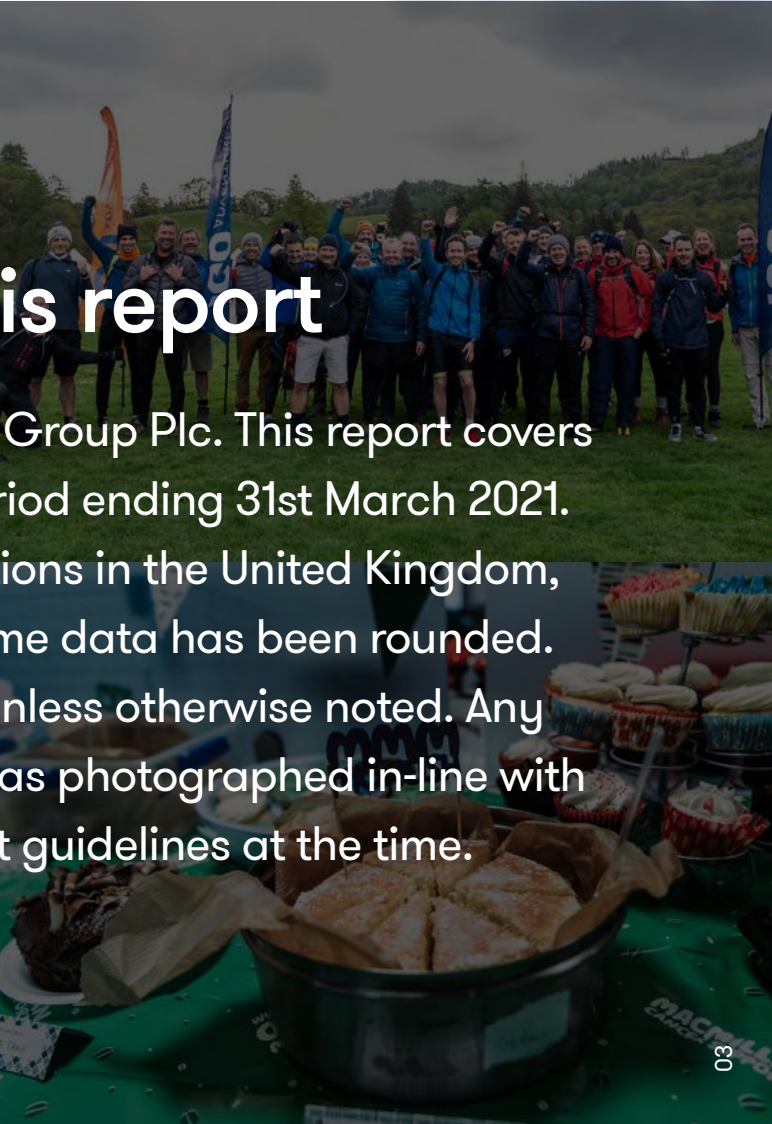 is report
Group Plc. This report covers
riod ending 31st March 2021.
ions in the United Kingdom,
me data has been rounded.
nless otherwise noted. Any
as photographed in-line with
t guidelines at the time.
MACMILL
03